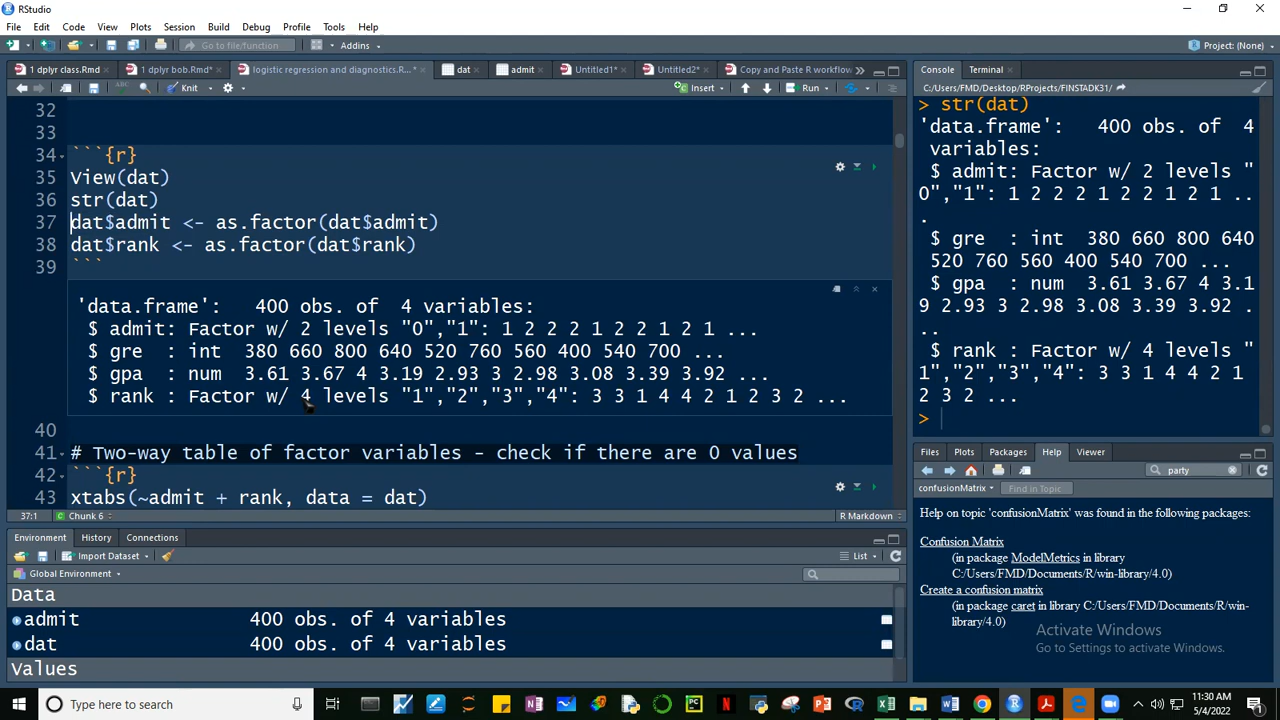 RStudio
File Edit Code View Plots Session Build Debug Profile Tools Help
Go to file/function Addins Project: (None)
1 dplyr class.Rmd 1 dplyr bob.Rmd* logistic regression and diagnostics.R...* dat admit Untitled1* Untitled2* Copy and Paste R workflow
Knit Insert Run
32
33
34 ```{r}
35 View(dat)
36 str(dat)
37 dat$admit <- as.factor(dat$admit)
38 dat$rank <- as.factor(dat$rank)
39 ```
'data.frame': 400 obs. of 4 variables:
$ admit: Factor w/ 2 levels "0","1": 1 2 2 2 1 2 2 1 2 1 ...
$ gre : int 380 660 800 640 520 760 560 400 540 700 ...
$ gpa : num 3.61 3.67 4 3.19 2.93 3 2.98 3.08 3.39 3.92 ...
$ rank : Factor w/ 4 levels "1","2","3","4": 3 3 1 4 4 2 1 2 3 2 ...
40
41 # Two-way table of factor variables - check if there are 0 values
42 ```{r}
43 xtabs(~admit + rank, data = dat)
37:1 Chunk 6 R Markdown
Environment History Connections
Import Dataset List
Global Environment
Data
admit 400 obs. of 4 variables
dat 400 obs. of 4 variables
Values
Console Terminal
C:/Users/FMD/Desktop/RProjects/FINSTADK31/
> str(dat)
'data.frame': 400 obs. of 4
variables:
$ admit: Factor w/ 2 levels "
0","1": 1 2 2 2 1 2 2 1 2 1 ..
.
$ gre : int 380 660 800 640
520 760 560 400 540 700 ...
$ gpa : num 3.61 3.67 4 3.1
9 2.93 3 2.98 3.08 3.39 3.92 .
..
$ rank : Factor w/ 4 levels "
1","2","3","4": 3 3 1 4 4 2 1
2 3 2 ...
>
Files Plots Packages Help Viewer
party
confusionMatrix Find in Topic
Help on topic 'confusionMatrix' was found in the following packages:
Confusion Matrix
(in package ModelMetrics in library
C:/Users/FMD/Documents/R/win-library/4.0)
Create a confusion matrix
(in package caret in library C:/Users/FMD/Documents/R/win-
library/4.0)
Activate Windows
Go to Settings to activate Windows.
Type here to search
11:30 AM
5/4/2022